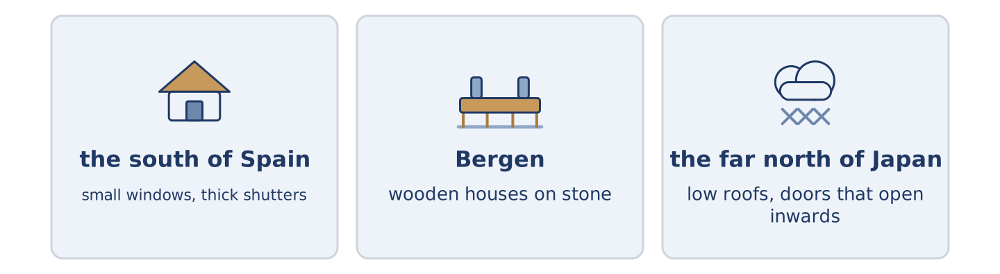 the south of Spain
small windows, thick shutters
Bergen
wooden houses on stone
the far north of Japan
low roofs, doors that open
inwards